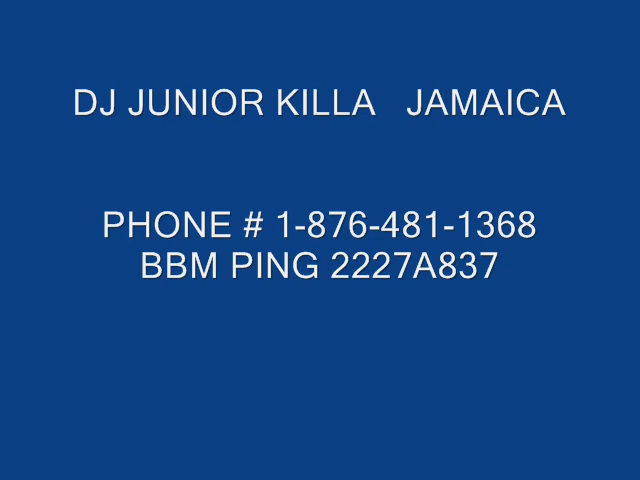 DJ JUNIOR KILLA   JAMAICA
PHONE # 1-876-481-1368
BBM PING 2227A837